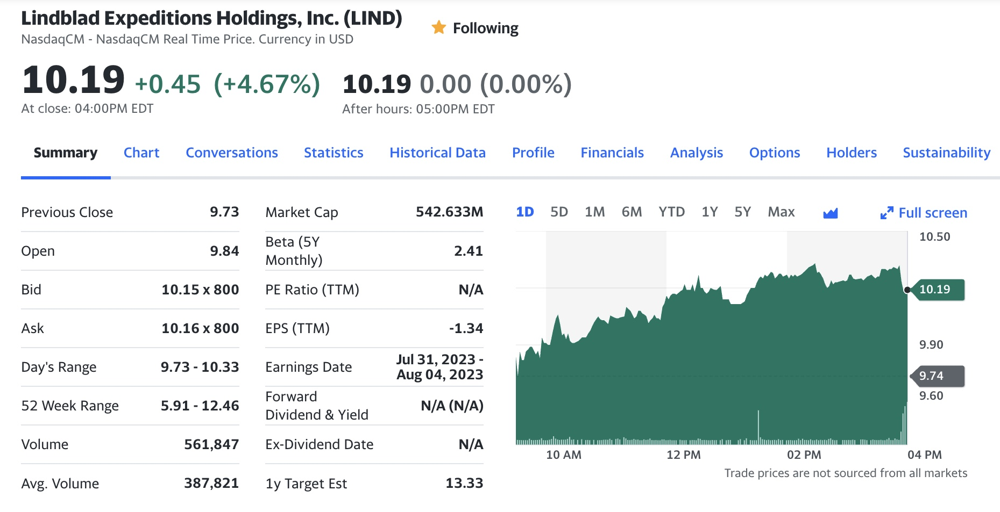 Lindblad Expeditions Holdings, Inc. (LIND)
Following
NasdaqCM - NasdaqCM Real Time Price. Currency in USD
10.19 +0.45 (+4.67%) 10.19 0.00 (0.00%)
At close: 04:00PM EDT After hours: 05:00PM EDT
Summary Chart Conversations Statistics Historical Data Profile Financials Analysis Options Holders Sustainability
Previous Close 9.73
Open 9.84
Bid 10.15 x 800
Ask 10.16 x 800
Day's Range 9.73 - 10.33
52 Week Range 5.91 - 12.46
Volume 561,847
Avg. Volume 387,821
Market Cap 542.633M
Beta (5Y
Monthly) 2.41
PE Ratio (TTM) N/A
EPS (TTM) -1.34
Earnings Date Jul 31, 2023 -
Aug 04, 2023
Forward
Dividend & Yield N/A (N/A)
Ex-Dividend Date N/A
1y Target Est 13.33
1D 5D 1M 6M YTD 1Y 5Y Max Full screen
10.50
10.19
9.90
9.74
9.60
10 AM 12 PM 02 PM 04 PM
Trade prices are not sourced from all markets